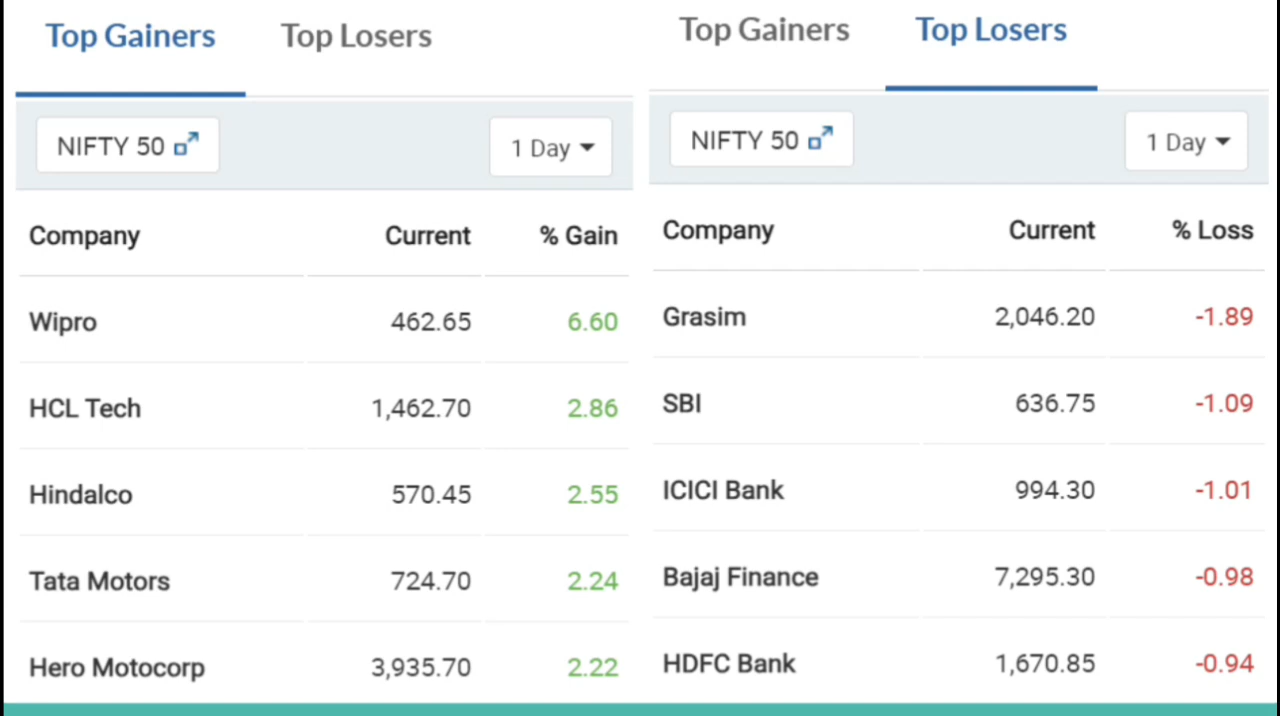 Top Gainers Top Losers
NIFTY 50 1 Day
Company Current % Gain
Wipro 462.65 6.60
HCL Tech 1,462.70 2.86
Hindalco 570.45 2.55
Tata Motors 724.70 2.24
Hero Motocorp 3,935.70 2.22
Top Gainers Top Losers
NIFTY 50 1 Day
Company Current % Loss
Grasim 2,046.20 -1.89
SBI 636.75 -1.09
ICICI Bank 994.30 -1.01
Bajaj Finance 7,295.30 -0.98
HDFC Bank 1,670.85 -0.94